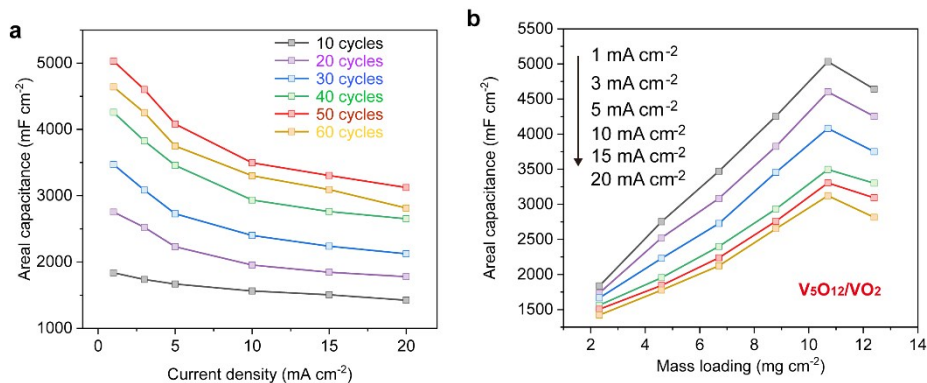 a
Areal capacitance (mF cm-2)
5000
4000
3000
2000
1000
10 cycles
20 cycles
30 cycles
40 cycles
50 cycles
60 cycles
0 5 10 15 20
Current density (mA cm-2)
b
Areal capacitance (mF cm-2)
5500
5000
4500
4000
3500
3000
2500
2000
1500
1 mA cm-2
3 mA cm-2
5 mA cm-2
10 mA cm-2
15 mA cm-2
20 mA cm-2
V5O12/VO2
2 4 6 8 10 12 14
Mass loading (mg cm-2)